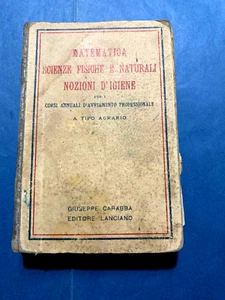 MATEMATICA
SCIENZE FISICHE E NATURALI
NOZIONI D'IGIENE
PER I
CORSI ANNUALI D'AVVIAMENTO PROFESSIONALE
A TIPO AGRARIO
GIUSEPPE CARABBA
EDITORE LANCIANO